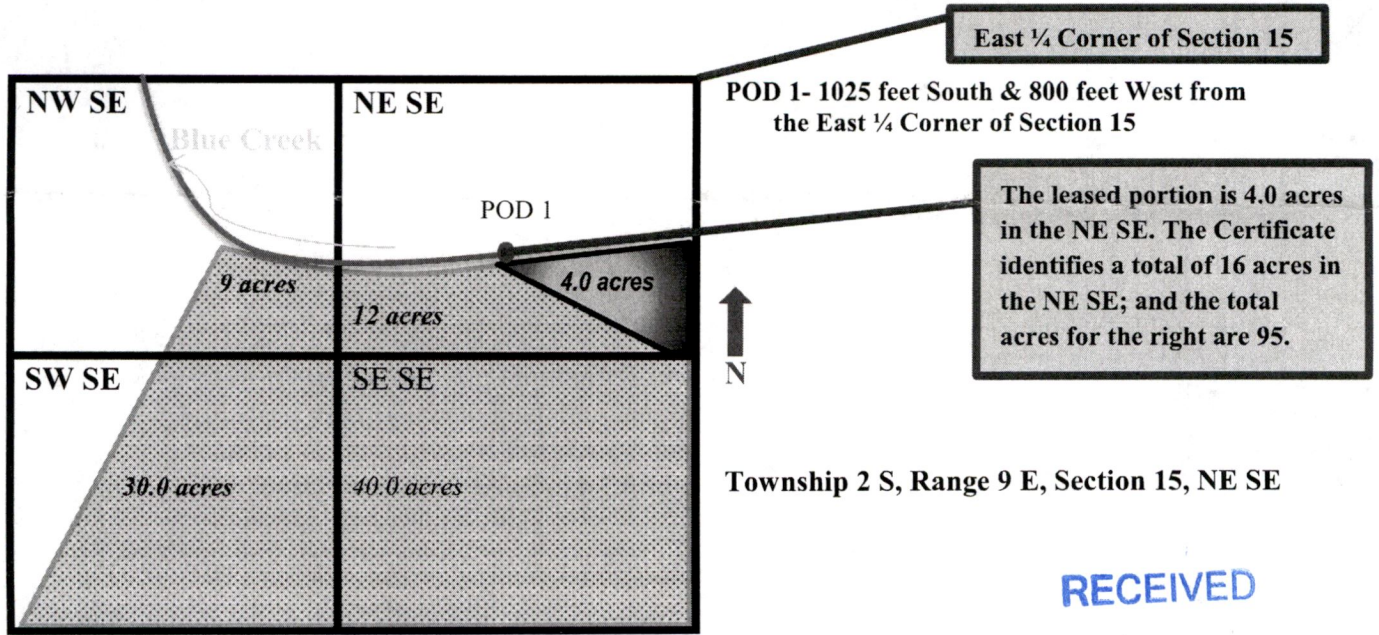 East ¼ Corner of Section 15
NW SE
NE SE
POD 1- 1025 feet South & 800 feet West from
the East ¼ Corner of Section 15
Blue Creek
POD 1
The leased portion is 4.0 acres
in the NE SE. The Certificate
identifies a total of 16 acres in
the NE SE; and the total
acres for the right are 95.
9 acres
4.0 acres
12 acres
N
SW SE
SE SE
30.0 acres
40.0 acres
Township 2 S, Range 9 E, Section 15, NE SE
RECEIVED